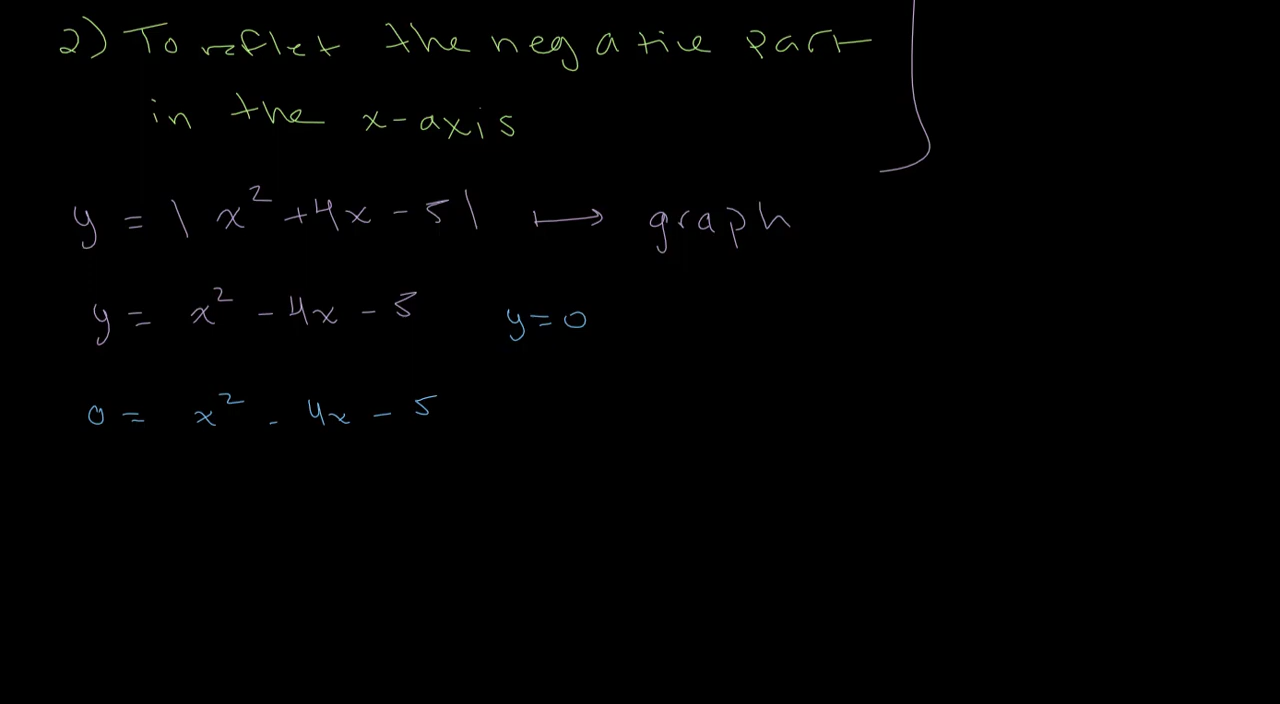 2) To reflet the negative part
in the x-axis
y = | x² + 4x - 5 | ⟼ graph
y = x² - 4x - 5 y = 0
0 = x² - 4x - 5